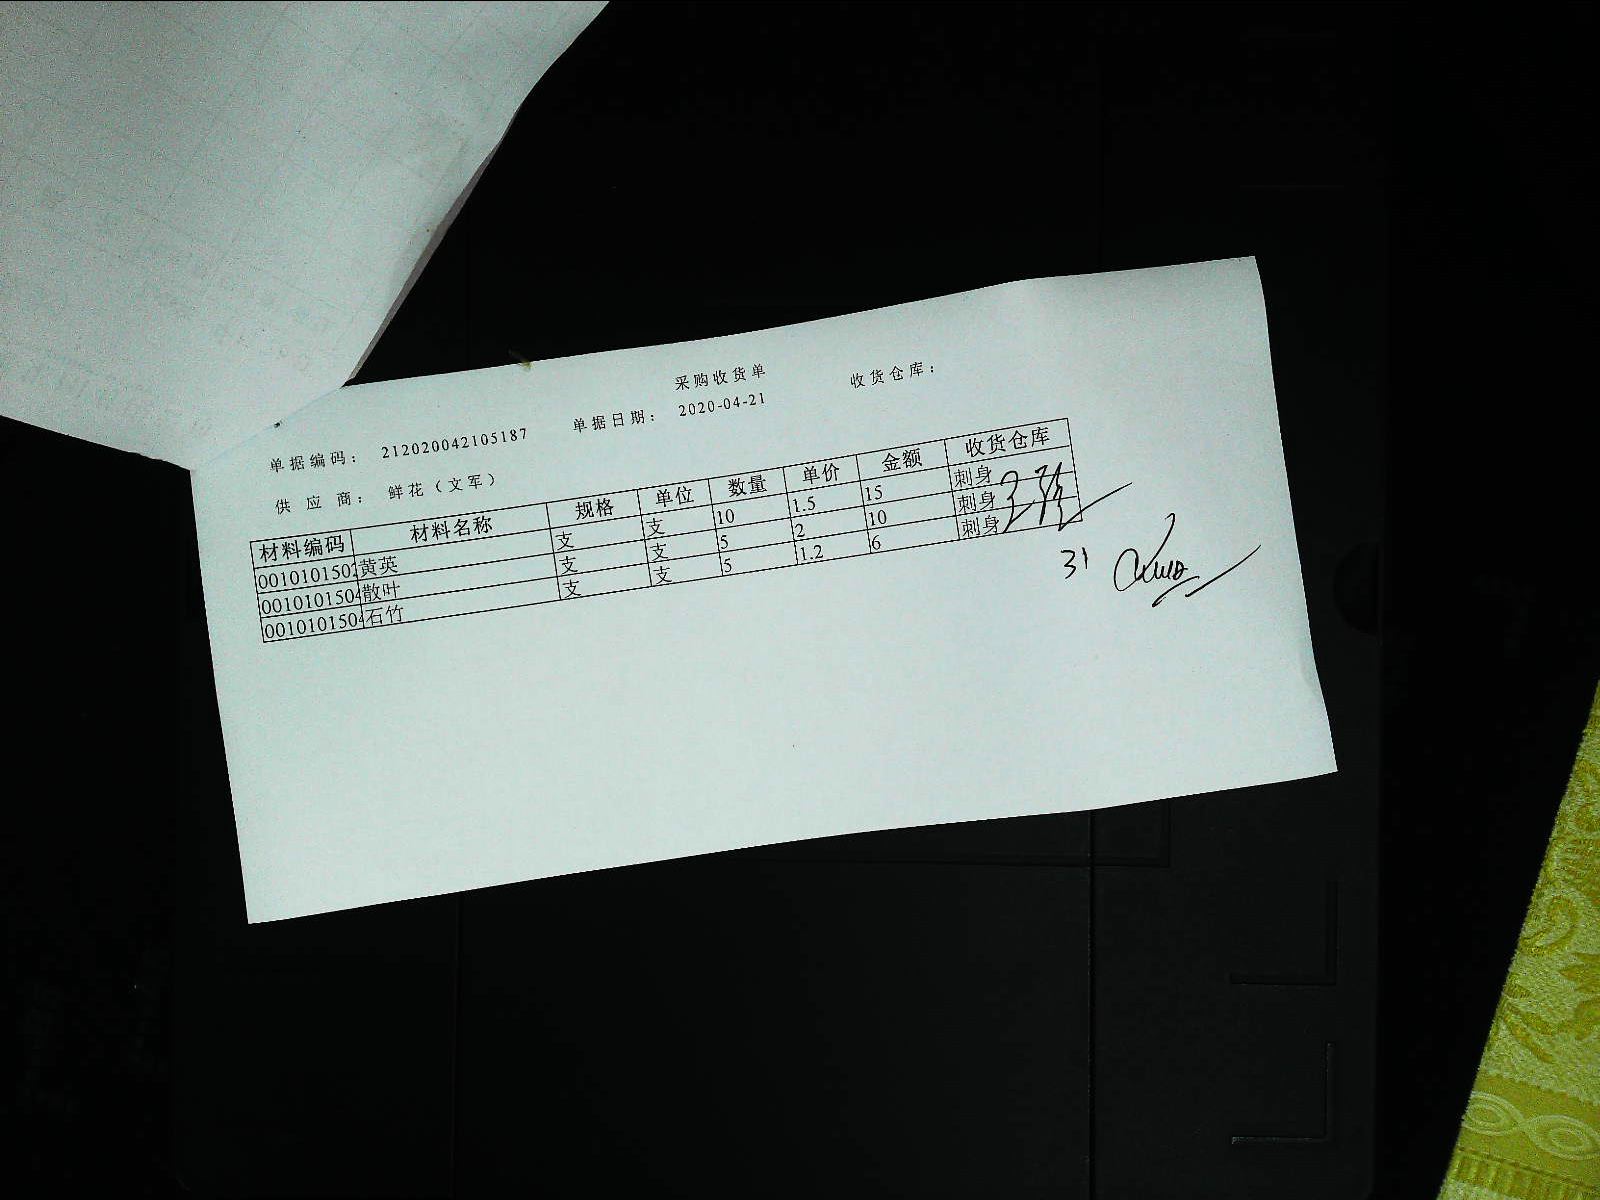 采购收货单
单据编码： 212020042105187 单据日期： 2020-04-21 收货仓库：
供应商： 鲜花（文军）
材料编码 材料名称 规格 单位 数量 单价 金额 收货仓库
0010101502 黄英 支 支 10 1.5 15 刺身
0010101504 散叶 支 支 5 2 10 刺身
0010101504 石竹 支 支 5 1.2 6 刺身
31